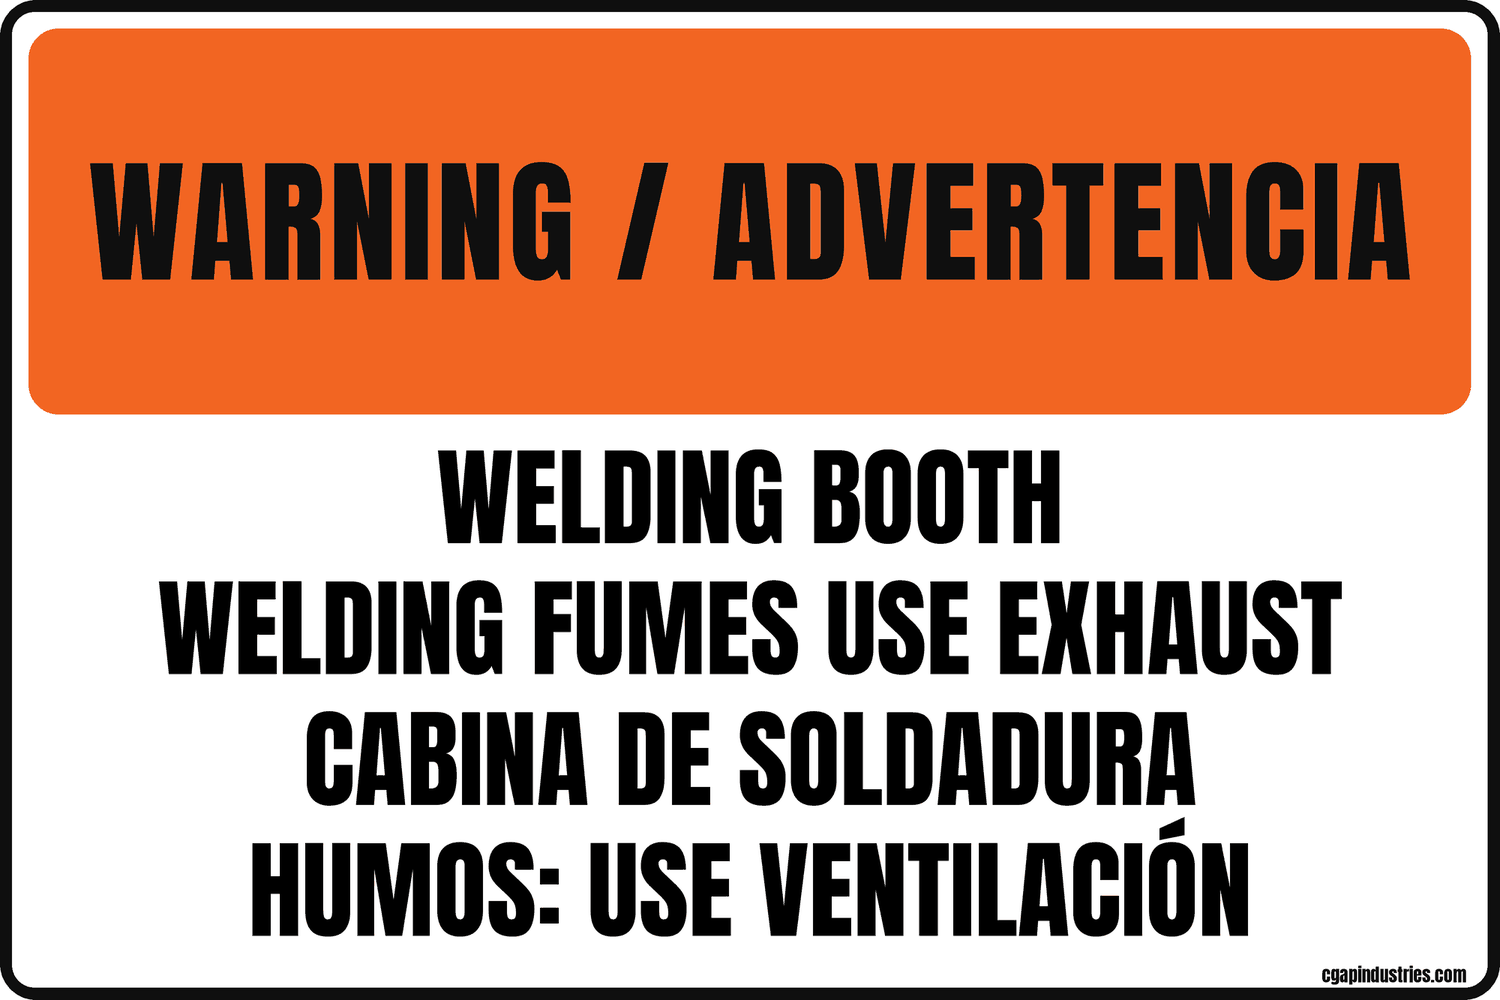 WARNING / ADVERTENCIA
WELDING BOOTH
WELDING FUMES USE EXHAUST
CABINA DE SOLDADURA
HUMOS: USE VENTILACIÓN
cgapindustries.com